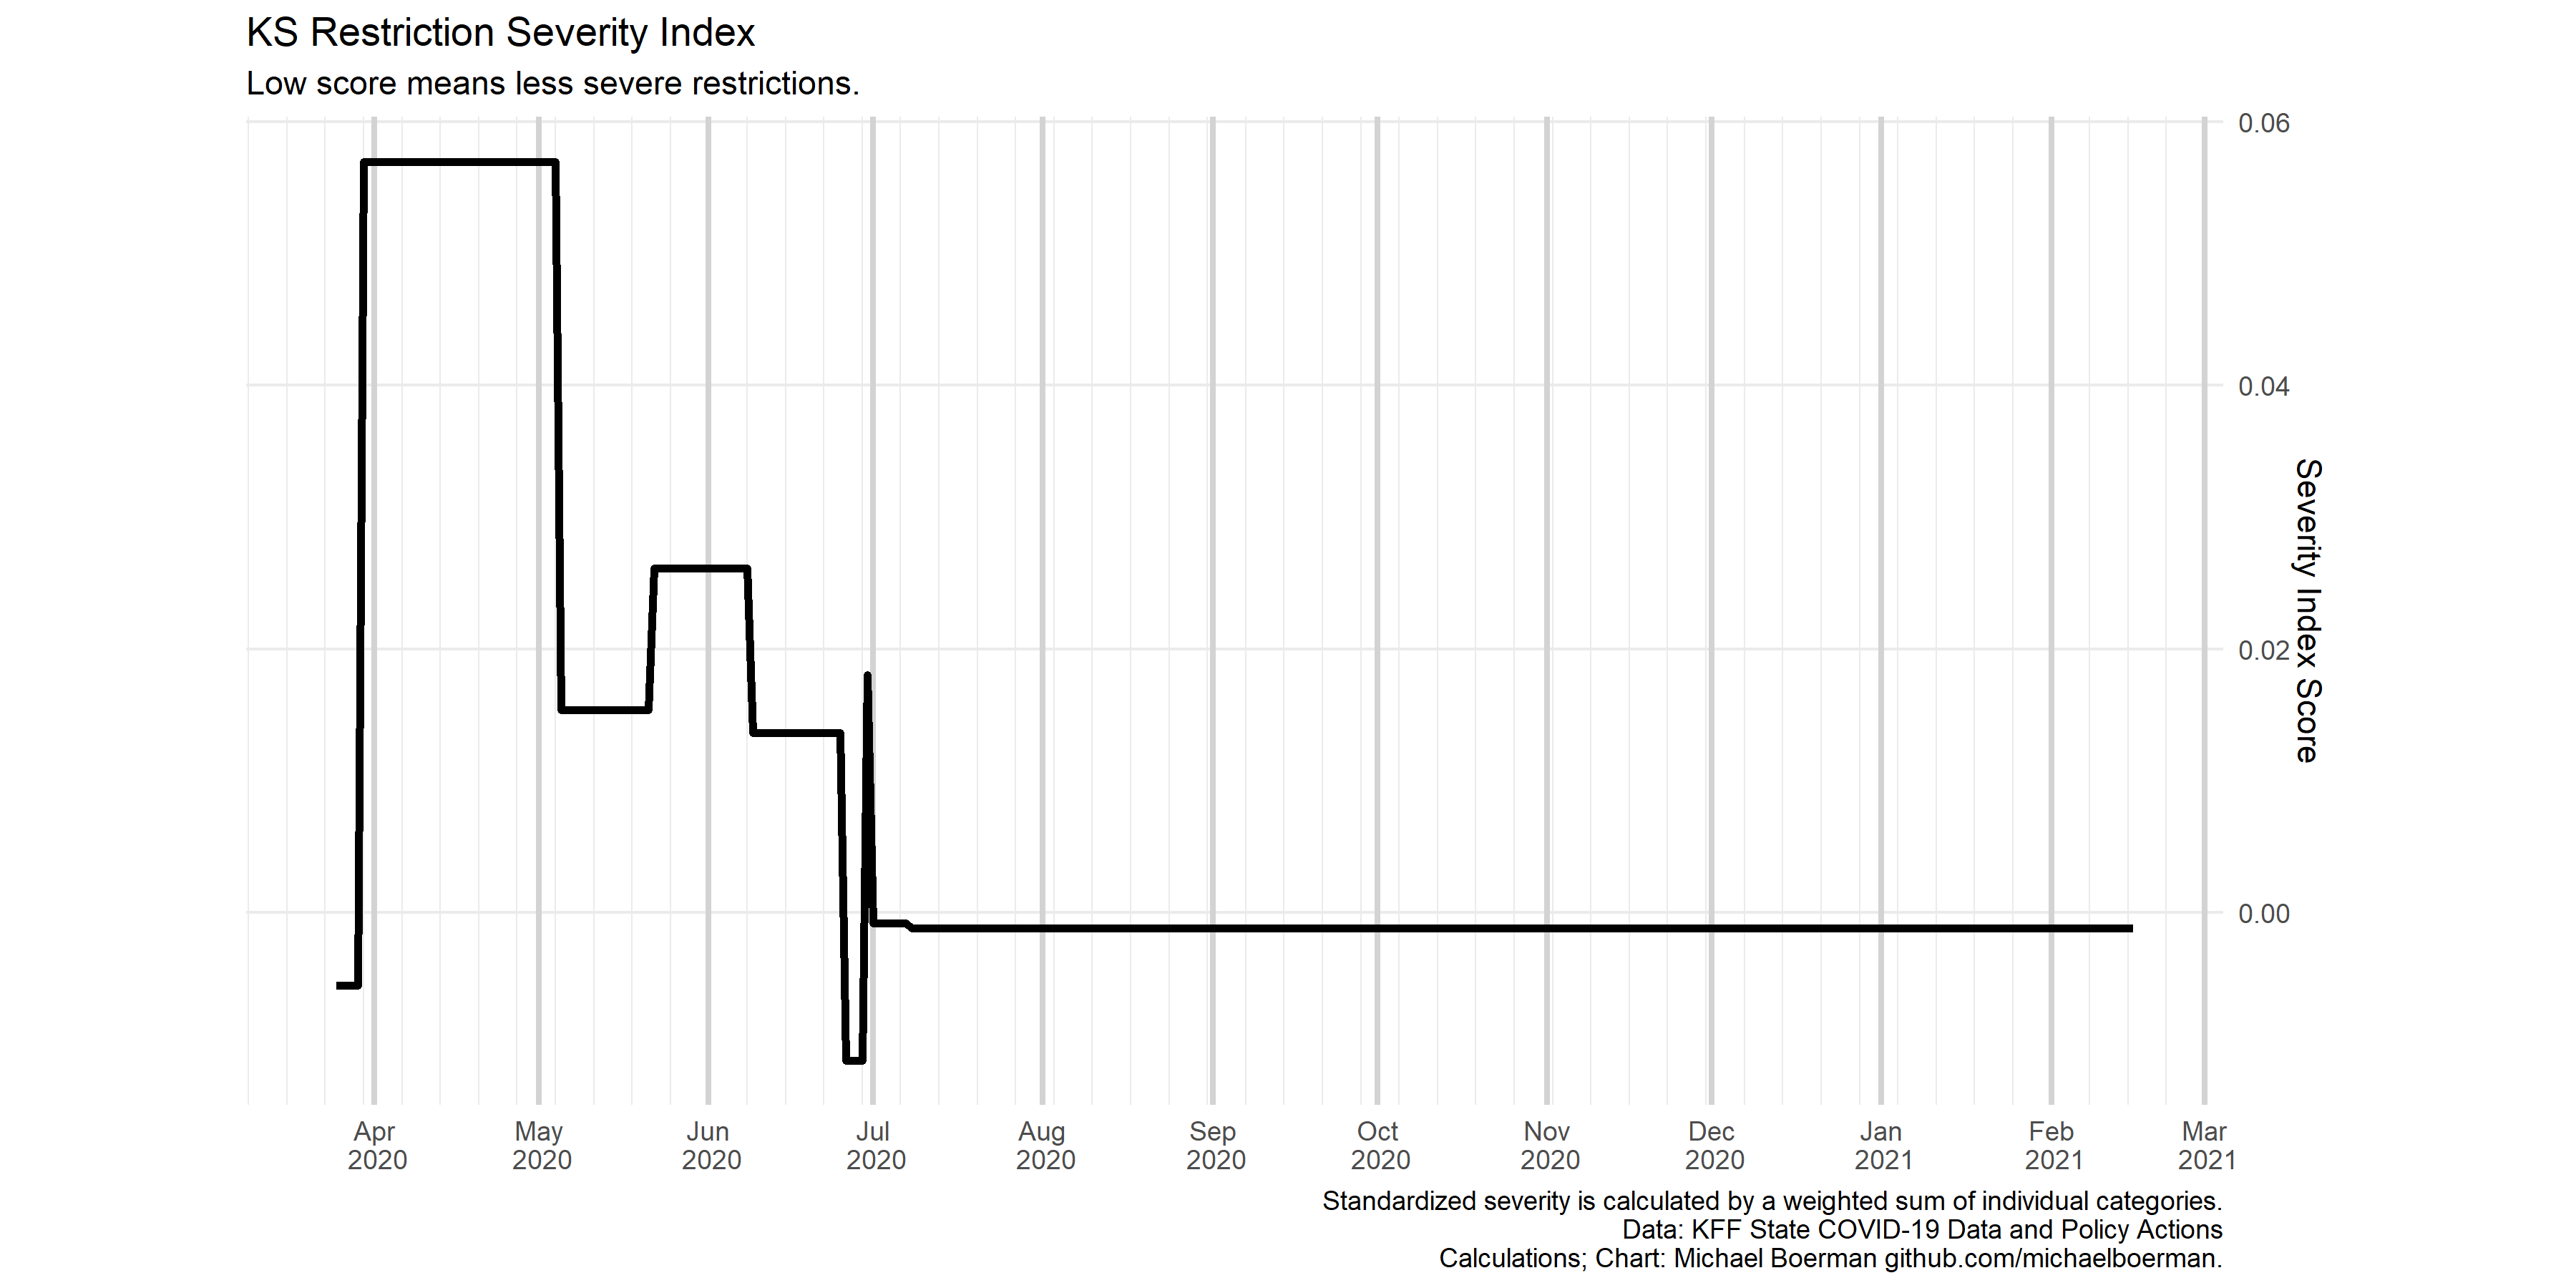 KS Restriction Severity Index
Low score means less severe restrictions.
0.06
0.04
0.02
0.00
Severity Index Score
Apr
2020
May
2020
Jun
2020
Jul
2020
Aug
2020
Sep
2020
Oct
2020
Nov
2020
Dec
2020
Jan
2021
Feb
2021
Mar
2021
Standardized severity is calculated by a weighted sum of individual categories.
Data: KFF State COVID-19 Data and Policy Actions
Calculations; Chart: Michael Boerman github.com/michaelboerman.